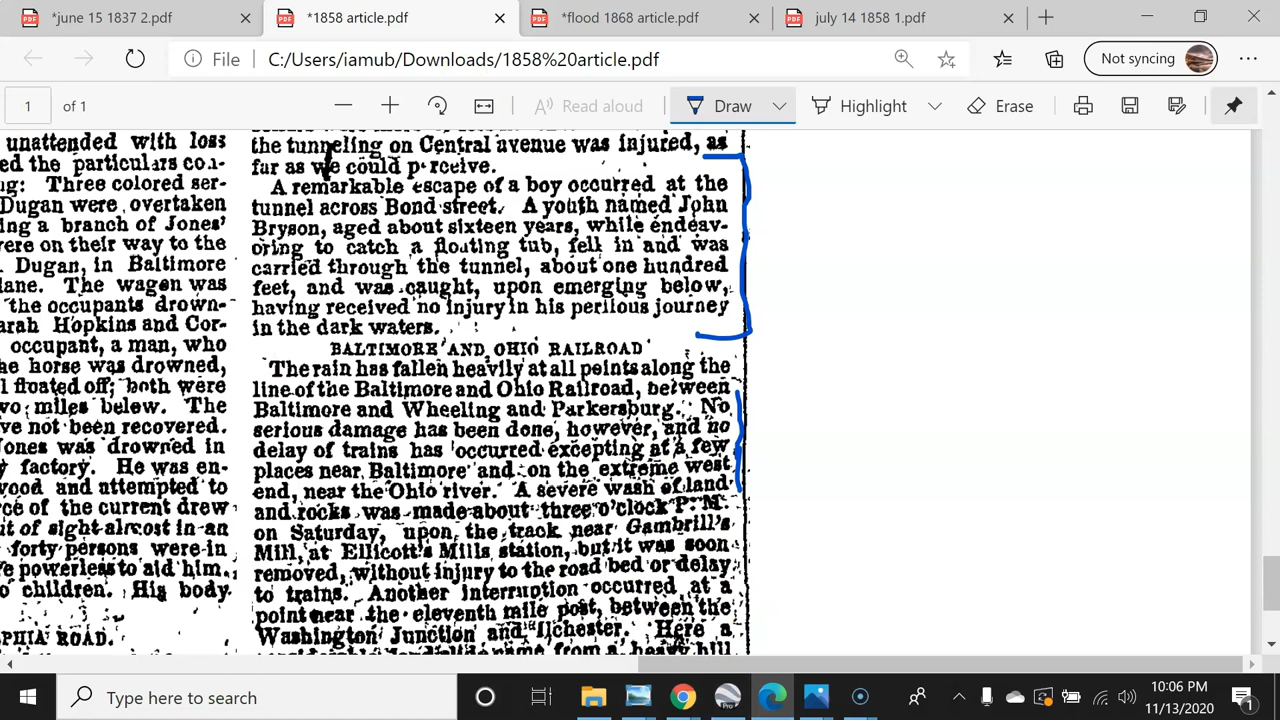 *june 15 1837 2.pdf
*1858 article.pdf
*flood 1868 article.pdf
july 14 1858 1.pdf
File
C:/Users/iamub/Downloads/1858%20article.pdf
Not syncing
1
of 1
Read aloud
Draw
Highlight
Erase
unattended with loss
ed the particulars con-
ug: Three colored ser-
Dugan were overtaken
ing a branch of Jones'
ere on their way to the
. Dugan, in Baltimore
lane. The wagon was
the occupants drown-
arah Hopkins and Cor-
occupant, a man, who
he horse was drowned,
l floated off; both were
wo miles below. The
ve not been recovered.
Jones was drowned in
y factory. He was en-
wood and attempted to
rce of the current drew
ut of sight almost in an
forty persons were in
e powerless to aid him.
o children. His body
PHIA ROAD.
the tunneling on Central avenue was injured, as
far as we could perceive.
A remarkable escape of a boy occurred at the
tunnel across Bond street. A youth named John
Bryson, aged about sixteen years, while endeav-
oring to catch a floating tub, fell in and was
carried through the tunnel, about one hundred
feet, and was caught, upon emerging below,
having received no injury in his perilous journey
in the dark waters.
BALTIMORE AND OHIO RAILROAD
The rain has fallen heavily at all points along the
line of the Baltimore and Ohio Railroad, between
Baltimore and Wheeling and Parkersburg. No
serious damage has been done, however, and no
delay of trains has occurred excepting at a few
places near Baltimore and on the extreme west
end, near the Ohio river. A severe wash of land
and rocks was made about three o'clock P. M.
on Saturday, upon the track near Gambrill's
Mill, at Ellicott's Mills station, but it was soon
removed, without injury to the road bed or delay
to trains. Another interruption occurred at a
point near the eleventh mile post, between the
Washington Junction and Ilchester. Here a
from a heavy hill
Type here to search
Pro
10:06 PM
11/13/2020
1